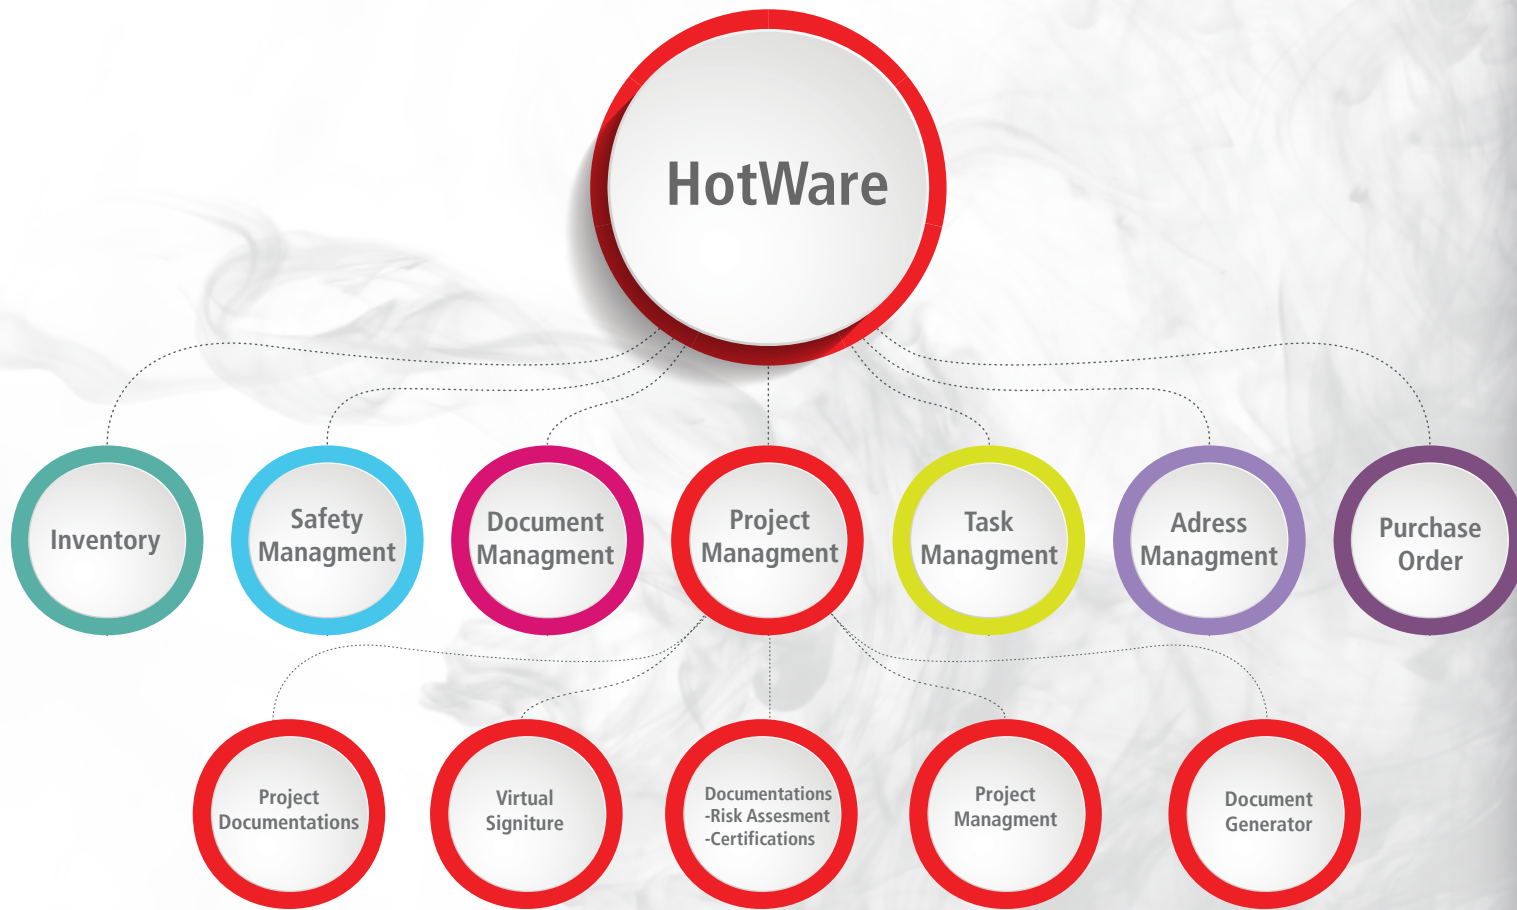 HotWare
Inventory
Safety
Managment
Document
Managment
Project
Managment
Task
Managment
Adress
Managment
Purchase
Order
Project
Documentations
Virtual
Signiture
Documentations
-Risk Assesment
-Certifications
Project
Managment
Document
Generator